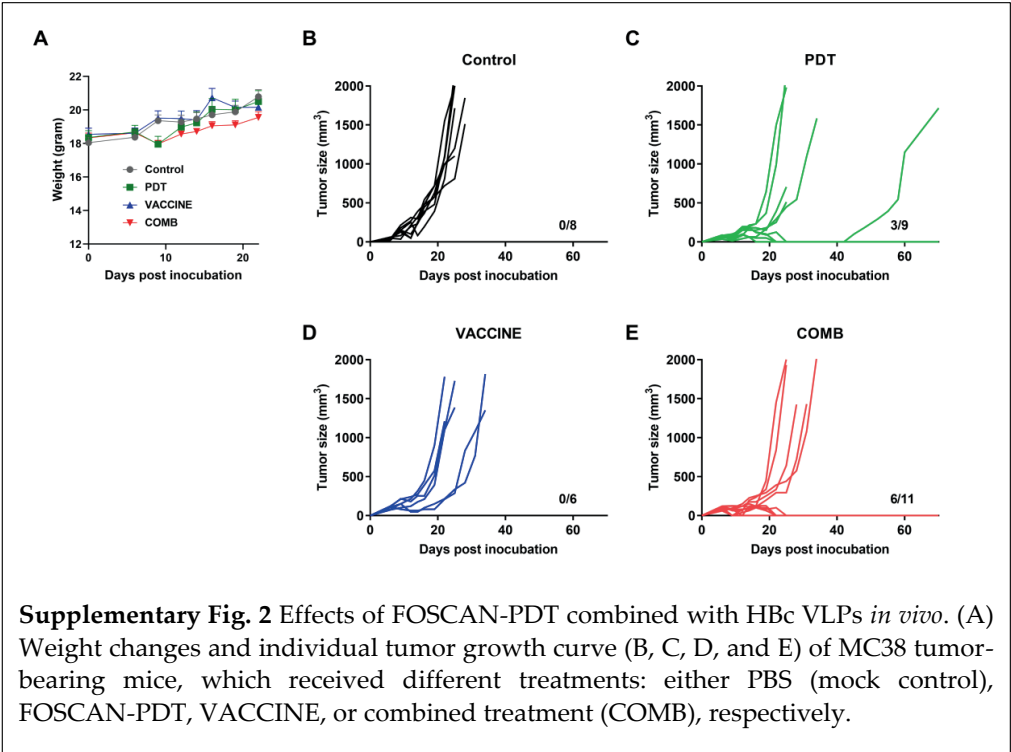 A
22
20
18
16
14
12
Weight (gram)
Control
PDT
VACCINE
COMB
0
20
Days post inocubation
B
Control
2000
1500
1000
500
0
Tumor size (mm³)
0/8
0
20
40
60
Days post inocubation
C
PDT
2000
1500
1000
500
0
Tumor size (mm³)
3/9
0
20
40
60
Days post inocubation
D
VACCINE
2000
1500
1000
500
0
Tumor size (mm³)
0/6
0
20
40
60
Days post inocubation
E
COMB
2000
1500
1000
500
0
Tumor size (mm³)
6/11
0
20
40
60
Days post inocubation
Supplementary Fig. 2 Effects of FOSCAN-PDT combined with HBc VLPs in vivo. (A)
Weight changes and individual tumor growth curve (B, C, D, and E) of MC38 tumor-
bearing mice, which received different treatments: either PBS (mock control),
FOSCAN-PDT, VACCINE, or combined treatment (COMB), respectively.